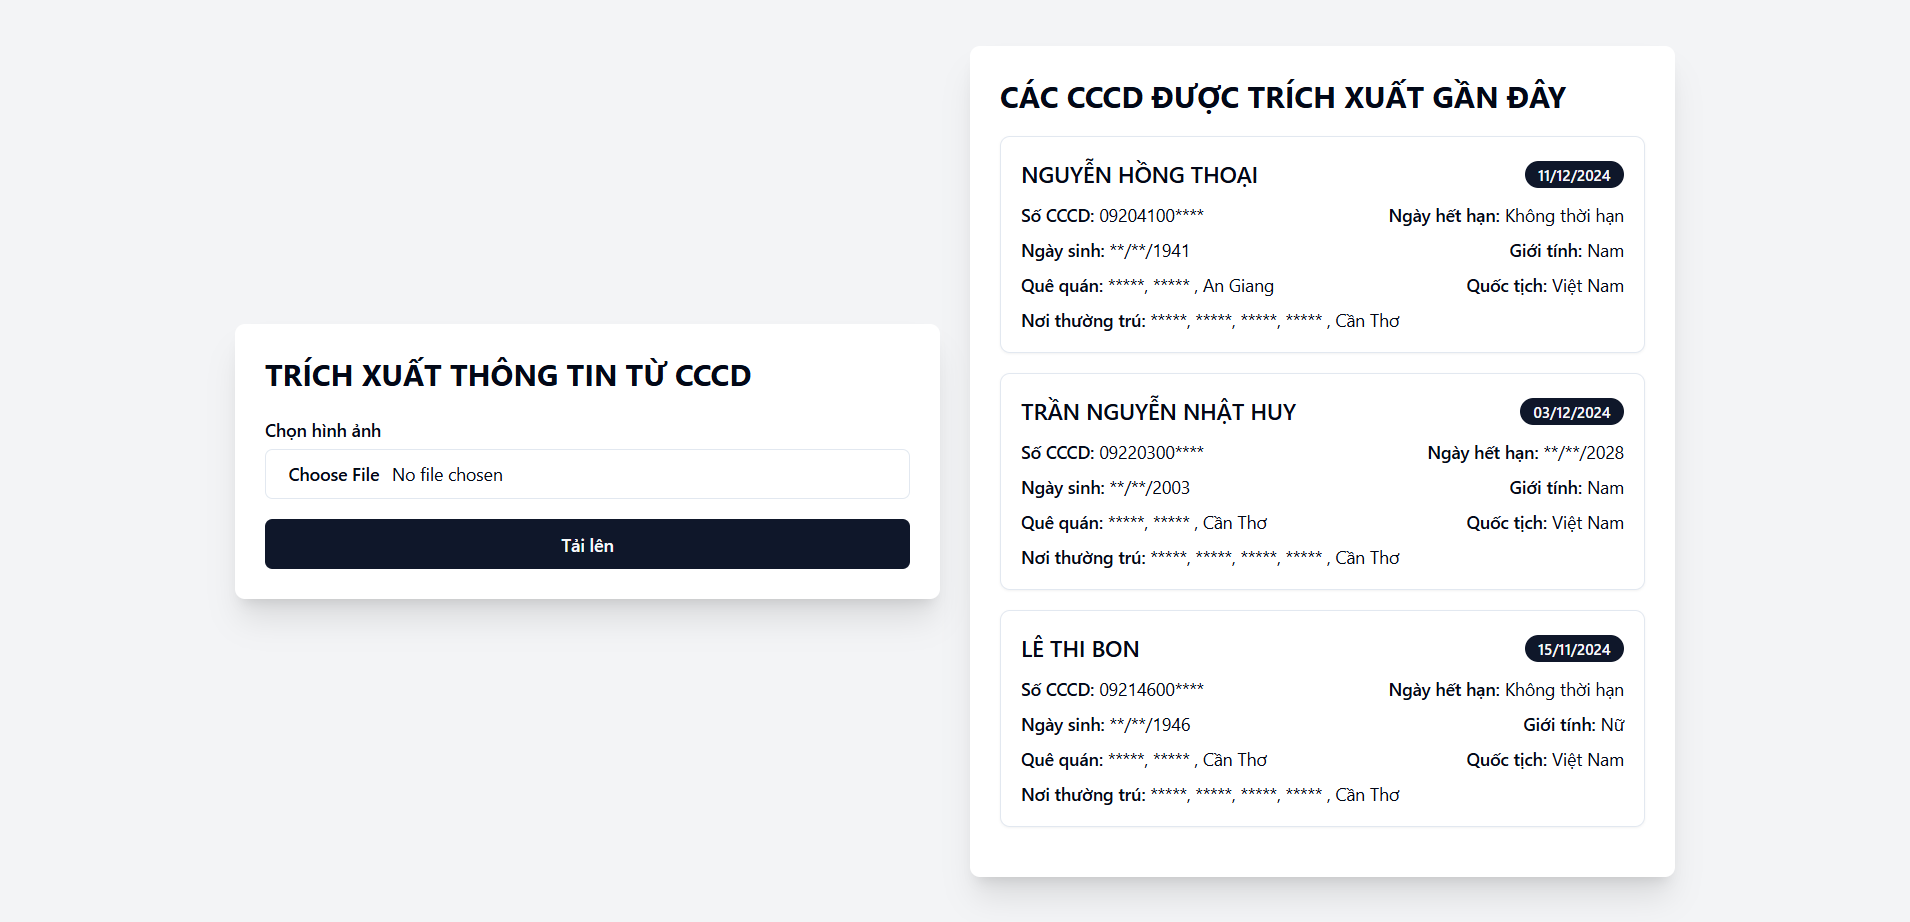 TRÍCH XUẤT THÔNG TIN TỪ CCCD
Chọn hình ảnh
Choose File No file chosen
Tải lên
CÁC CCCD ĐƯỢC TRÍCH XUẤT GẦN ĐÂY
NGUYỄN HỒNG THOẠI 11/12/2024
Số CCCD: 09204100**** Ngày hết hạn: Không thời hạn
Ngày sinh: **/**/1941 Giới tính: Nam
Quê quán: *****, ***** , An Giang Quốc tịch: Việt Nam
Nơi thường trú: *****, *****, *****, ***** , Cần Thơ
TRẦN NGUYỄN NHẬT HUY 03/12/2024
Số CCCD: 09220300**** Ngày hết hạn: **/**/2028
Ngày sinh: **/**/2003 Giới tính: Nam
Quê quán: *****, ***** , Cần Thơ Quốc tịch: Việt Nam
Nơi thường trú: *****, *****, *****, ***** , Cần Thơ
LÊ THI BON 15/11/2024
Số CCCD: 09214600**** Ngày hết hạn: Không thời hạn
Ngày sinh: **/**/1946 Giới tính: Nữ
Quê quán: *****, ***** , Cần Thơ Quốc tịch: Việt Nam
Nơi thường trú: *****, *****, *****, ***** , Cần Thơ